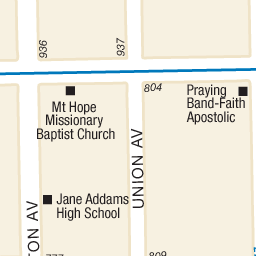 936
937
804
Mt Hope
Missionary
Baptist Church
Praying
Band-Faith
Apostolic
UNION AV
Jane Addams
High School
TON AV
809